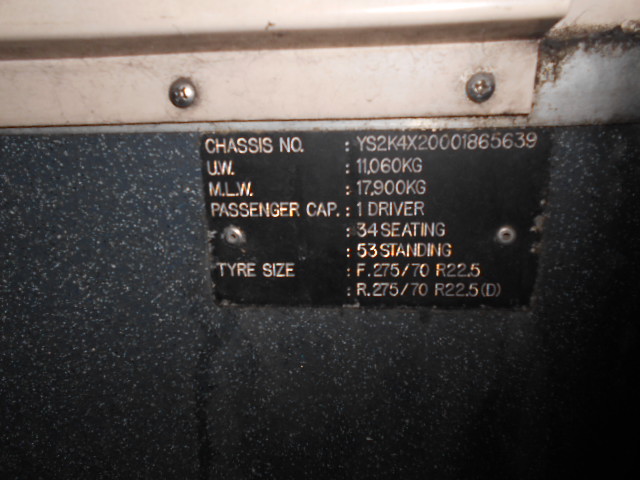 CHASSIS NO. : YS2K4X20001865639
U.W. : 11,060KG
M.L.W. : 17,900KG
PASSENGER CAP. : 1 DRIVER
: 34 SEATING
: 53 STANDING
TYRE SIZE : F. 275/70 R22.5
: R. 275/70 R22.5 (D)